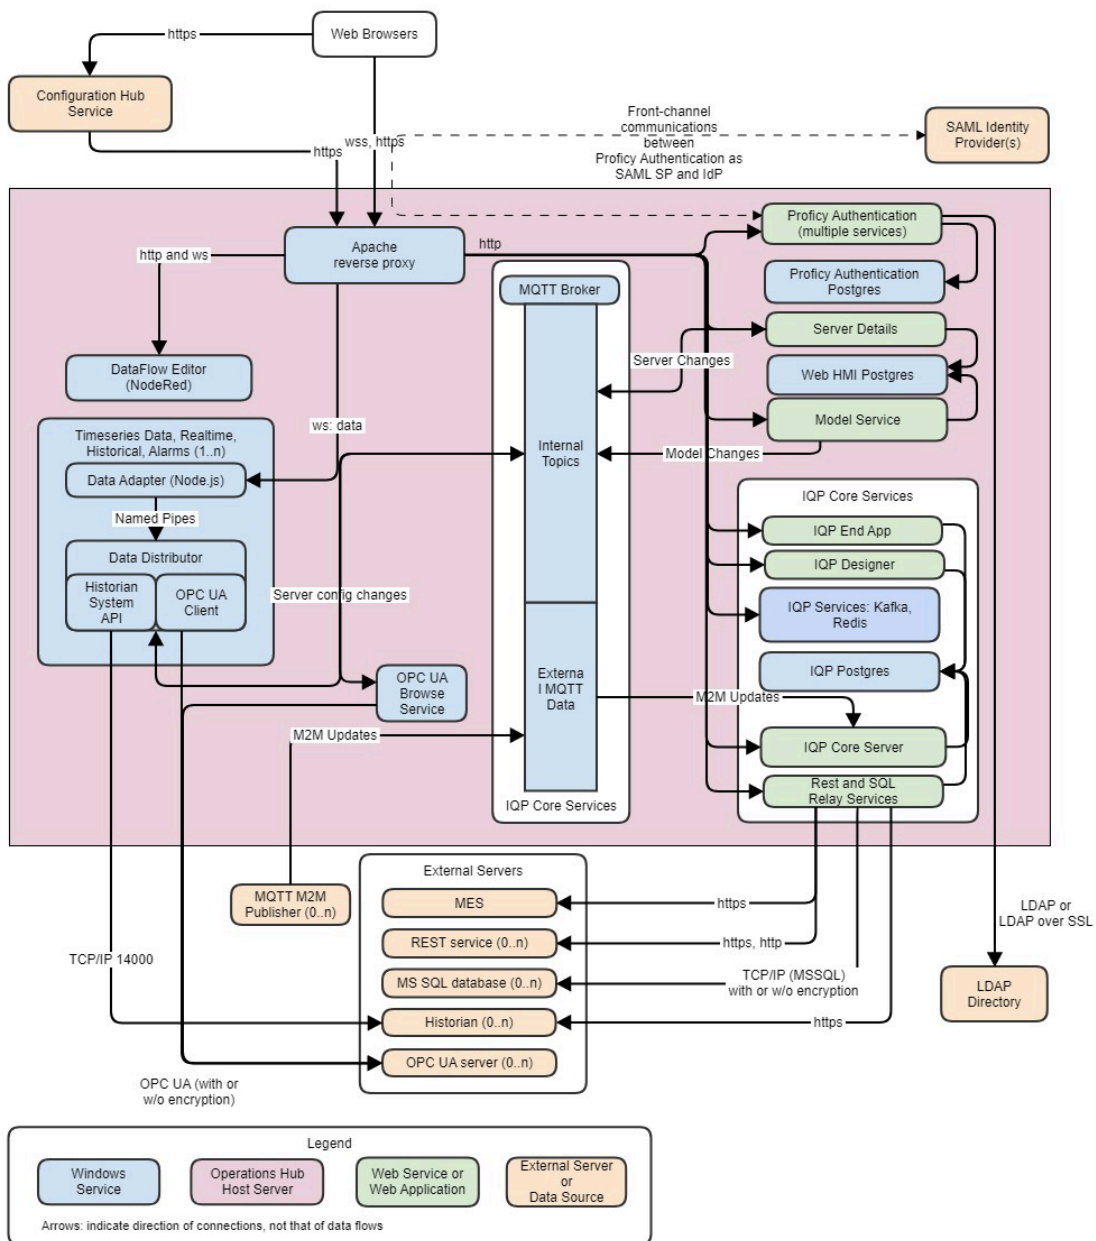 Web Browsers
https
Configuration Hub
Service
https
wss, https
Front-channel
communications
between
Proficy Authentication as
SAML SP and IdP
SAML Identity
Provider(s)
Apache
reverse proxy
http
http and ws
Proficy Authentication
(multiple services)
Proficy Authentication
Postgres
MQTT Broker
Server Details
Server Changes
Web HMI Postgres
Model Service
Model Changes
DataFlow Editor
(NodeRed)
ws: data
Internal
Topics
Timeseries Data, Realtime,
Historical, Alarms (1..n)
Data Adapter (Node.js)
Named Pipes
Data Distributor
Historian
System
API
OPC UA
Client
Server config changes
OPC UA
Browse
Service
M2M Updates
Externa
l MQTT
Data
IQP Core Services
IQP Core Services
IQP End App
IQP Designer
IQP Services: Kafka,
Redis
IQP Postgres
M2M Updates
IQP Core Server
Rest and SQL
Relay Services
External Servers
MES
REST service (0..n)
MS SQL database (0..n)
Historian (0..n)
OPC UA server (0..n)
MQTT M2M
Publisher (0..n)
TCP/IP 14000
OPC UA (with or
w/o encryption)
https
https, http
TCP/IP (MSSQL)
with or w/o encryption
https
LDAP or
LDAP over SSL
LDAP
Directory
Legend
Windows
Service
Operations Hub
Host Server
Web Service or
Web Application
External Server
or
Data Source
Arrows: indicate direction of connections, not that of data flows